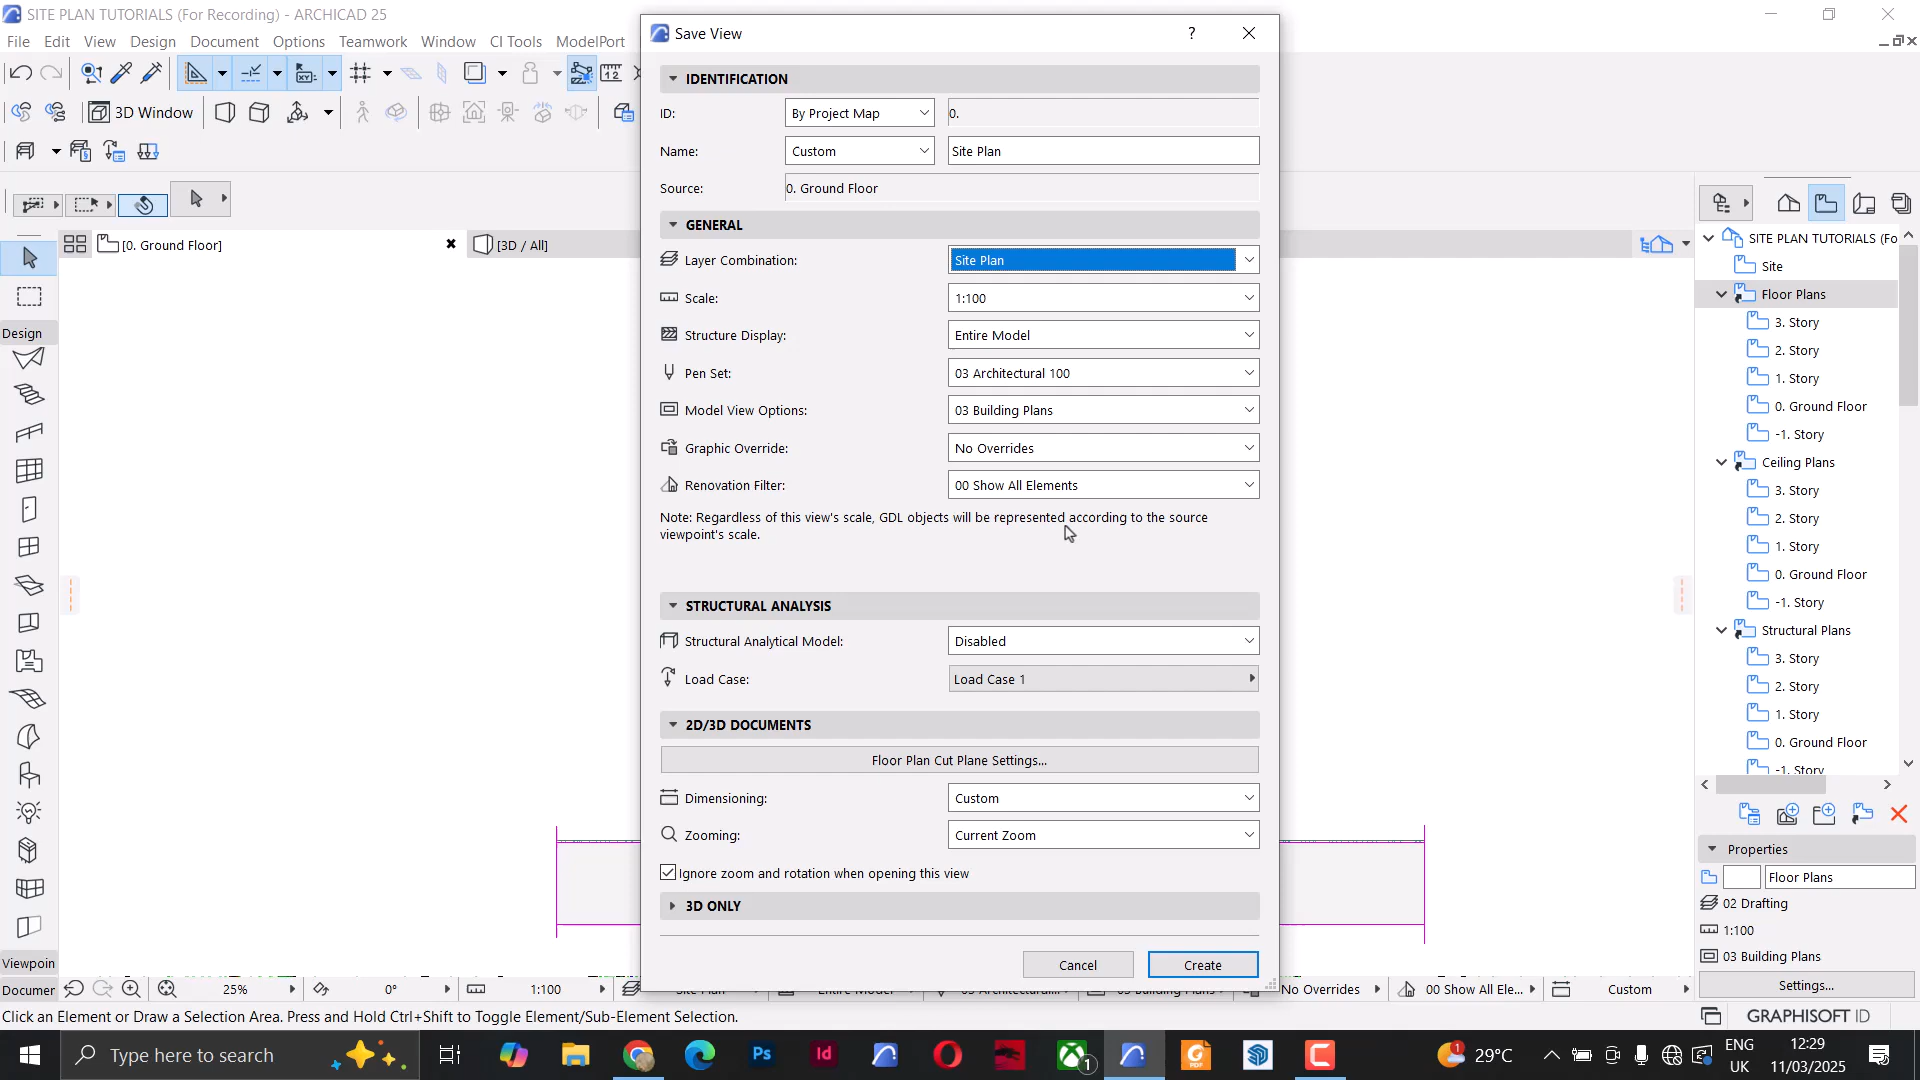 SITE PLAN TUTORIALS (For Recording) - ARCHICAD 25
File Edit View Design Document Options Teamwork Window CI Tools ModelPort
3D Window
[0. Ground Floor]
[3D / All]
Design
Viewpoin
Documer
Save View
?
IDENTIFICATION
ID: By Project Map 0.
Name: Custom Site Plan
Source: 0. Ground Floor
GENERAL
Layer Combination: Site Plan
Scale: 1:100
Structure Display: Entire Model
Pen Set: 03 Architectural 100
Model View Options: 03 Building Plans
Graphic Override: No Overrides
Renovation Filter: 00 Show All Elements
Note: Regardless of this view's scale, GDL objects will be represented according to the source
viewpoint's scale.
STRUCTURAL ANALYSIS
Structural Analytical Model: Disabled
Load Case: Load Case 1
2D/3D DOCUMENTS
Floor Plan Cut Plane Settings...
Dimensioning: Custom
Zooming: Current Zoom
Ignore zoom and rotation when opening this view
3D ONLY
Cancel Create
SITE PLAN TUTORIALS (Fo
Site
Floor Plans
3. Story
2. Story
1. Story
0. Ground Floor
-1. Story
Ceiling Plans
3. Story
2. Story
1. Story
0. Ground Floor
-1. Story
Structural Plans
3. Story
2. Story
1. Story
0. Ground Floor
-1. Story
Properties
Floor Plans
02 Drafting
1:100
03 Building Plans
Settings...
25% 0° 1:100 No Overrides 00 Show All Ele... Custom
Click an Element or Draw a Selection Area. Press and Hold Ctrl+Shift to Toggle Element/Sub-Element Selection.
GRAPHISOFT ID
Type here to search
Ps
Id
1
1
29°C
ENG
UK
12:29
11/03/2025